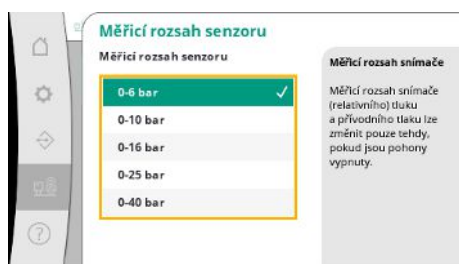 Měřicí rozsah senzoru
Měřicí rozsah senzoru
0-6 bar
0-10 bar
0-16 bar
0-25 bar
0-40 bar
Měřicí rozsah snímače
Měřicí rozsah snímače
(relativního) tlaku
a přívodního tlaku lze
změnit pouze tehdy,
pokud jsou pohony
vypnuty.